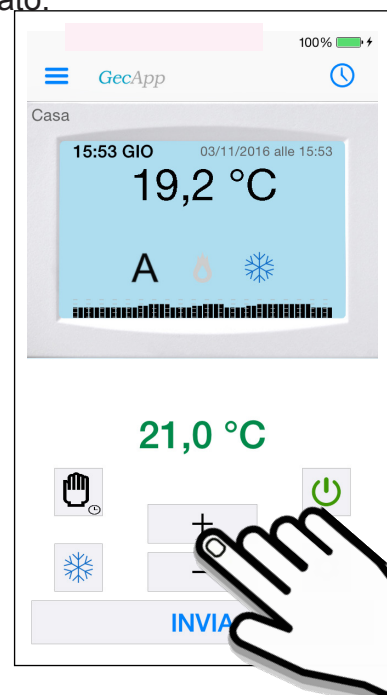 ato.
100%
GecApp
Casa
15:53 GIO 03/11/2016 alle 15:53
19,2 °C
A
21,0 °C
+
−
INVIA